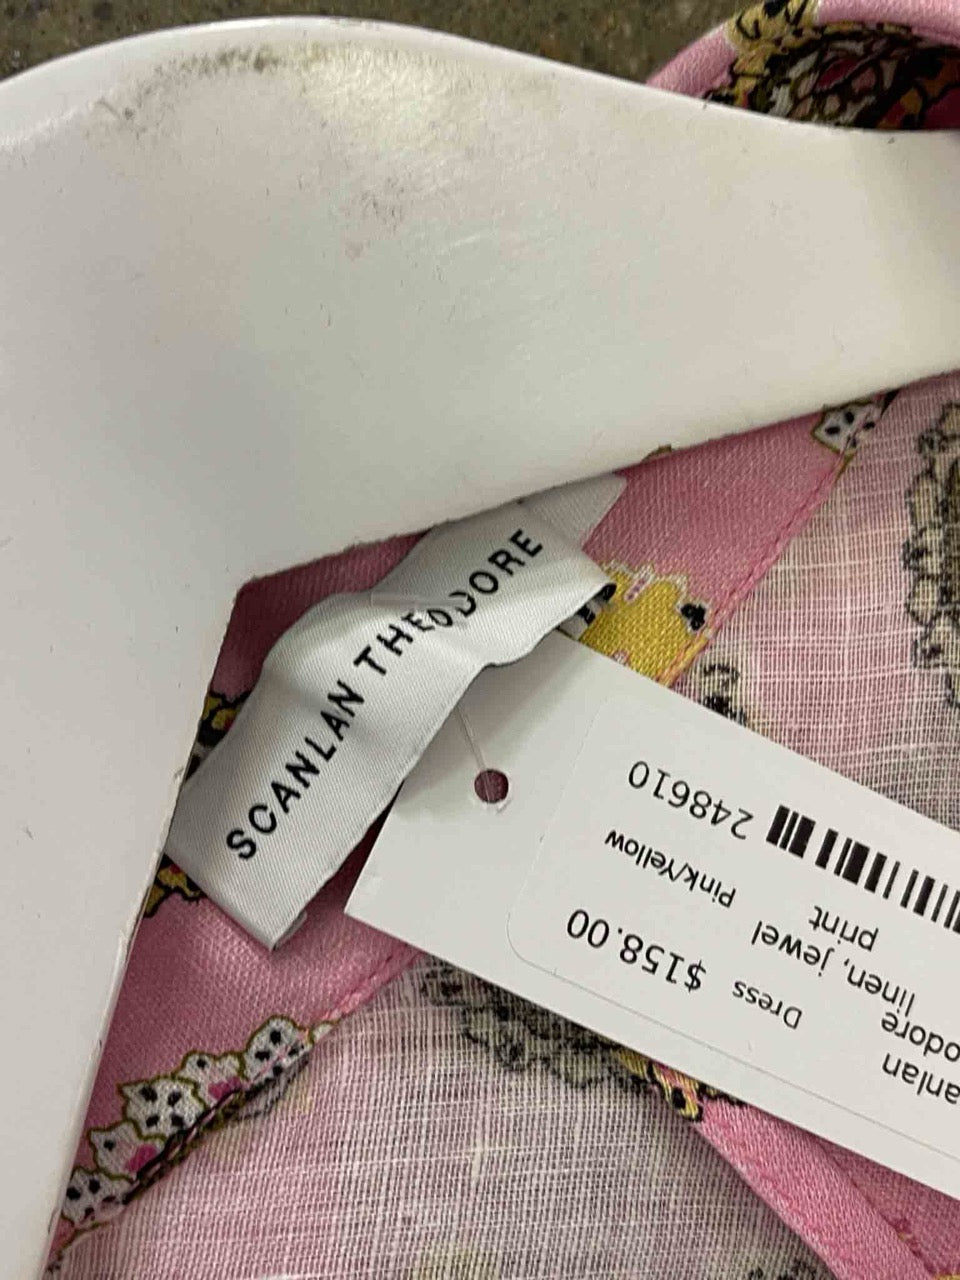 SCANLAN THEODORE
anlan
odore
linen, jewel
print
Dress
Pink/Yellow
$158.00
248610